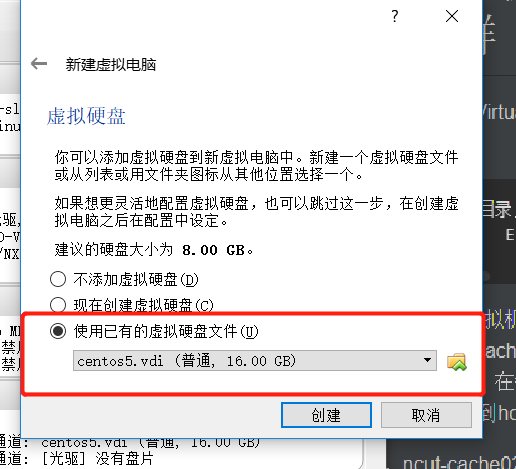 ?
样
新建虚拟电脑
-sl
inu
Virtua
虚拟硬盘
你可以添加虚拟硬盘到新虚拟电脑中。新建一个虚拟硬盘文件
或从列表或用文件夹图标从其他位置选择一个。
如果想更灵活地配置虚拟硬盘，也可以跳过这一步，在创建虚
拟电脑之后在配置中设定。
目录
E
建议的硬盘大小为 8.00 GB。
不添加虚拟硬盘(D)
现在创建虚拟硬盘(C)
使用已有的虚拟硬盘文件(U)
centos5.vdi (普通, 16.00 GB)
光驱,
/NX
拟机
cache
在
到ho
创建
取消
通道: centos5.vdi (普通, 16.00 GB)
通道: [光驱] 没有盘片
ncut-cache01